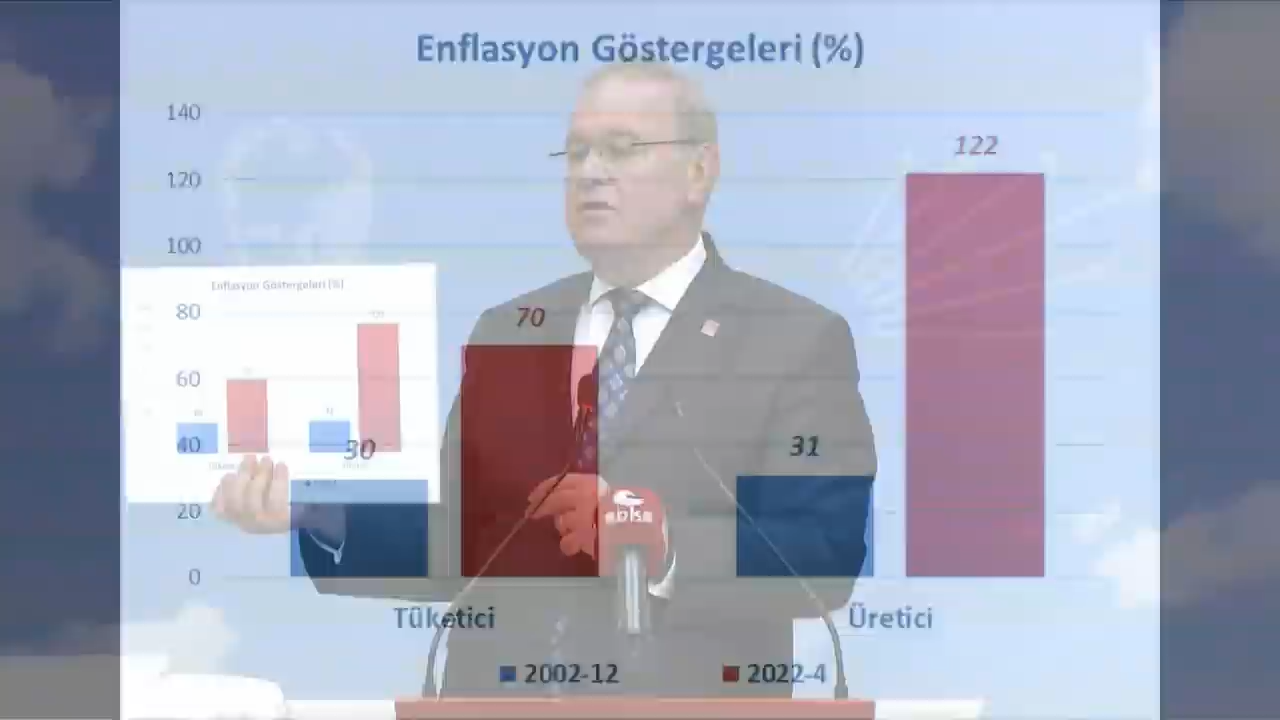 Enflasyon Göstergeleri (%)
140
120
100
80
60
40
20
0
122
70
30
31
Tüketici
Üretici
2002-12
2022-4
Enflasyon Göstergeleri (%)
anka